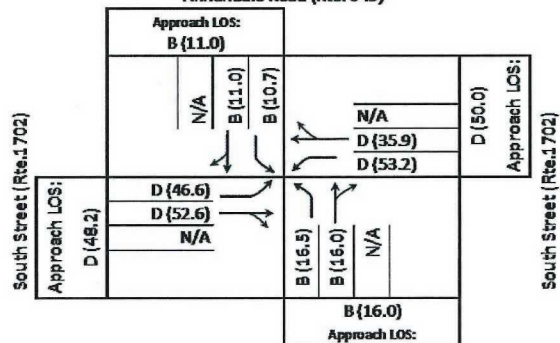 Approach LOS:
B (11.0)
N/A
B (11.0)
B (10.7)
South Street (Rte.1702)
N/A
D (35.9)
D (53.2)
D (50.0)
Approach LOS:
South Street (Rte.1702)
Approach LOS:
D (48.2)
D (46.6)
D (52.6)
N/A
B (16.5)
B (16.0)
N/A
B (16.0)
Approach LOS: